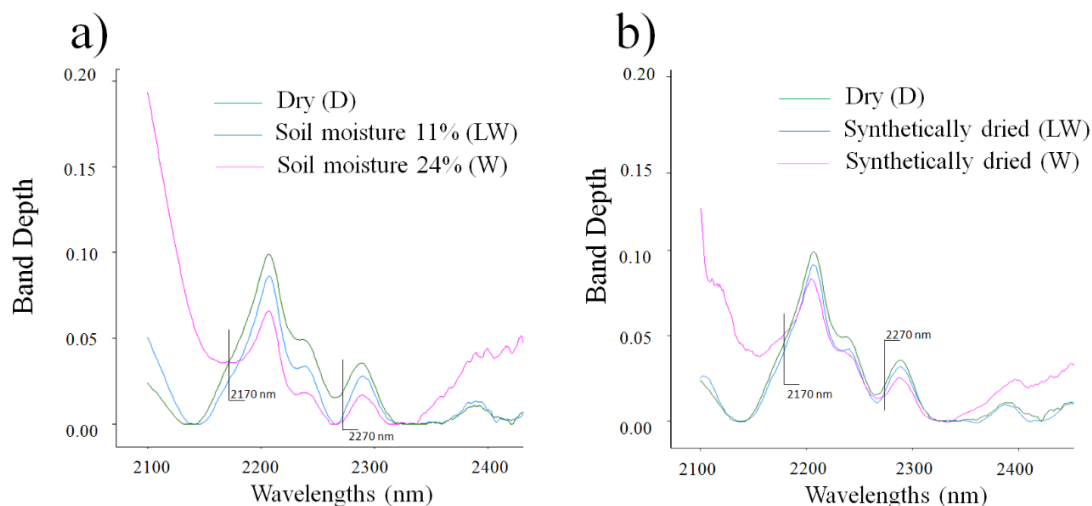 a)
0.20
0.15
0.10
0.05
0.00
Band Depth
Dry (D)
Soil moisture 11% (LW)
Soil moisture 24% (W)
2170 nm
2270 nm
2100
2200
2300
2400
Wavelengths (nm)
b)
0.20
0.15
0.10
0.05
0.00
Band Depth
Dry (D)
Synthetically dried (LW)
Synthetically dried (W)
2270 nm
2170 nm
2100
2200
2300
2400
Wavelengths (nm)